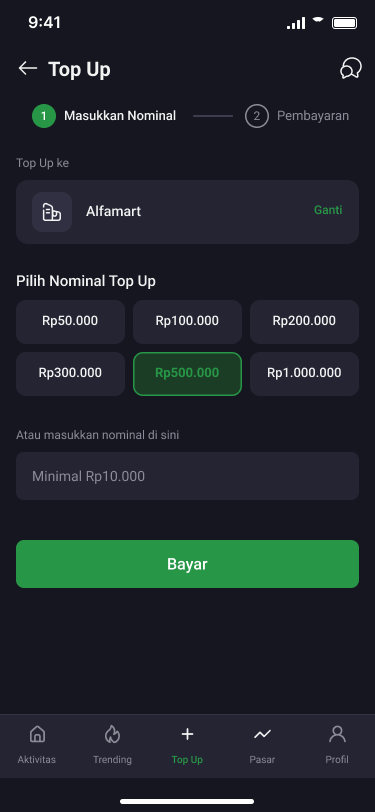 9:41
Top Up
1 Masukkan Nominal 2 Pembayaran
Top Up ke
Alfamart Ganti
Pilih Nominal Top Up
Rp50.000 Rp100.000 Rp200.000
Rp300.000 Rp500.000 Rp1.000.000
Atau masukkan nominal di sini
Minimal Rp10.000
Bayar
Aktivitas Trending Top Up Pasar Profil